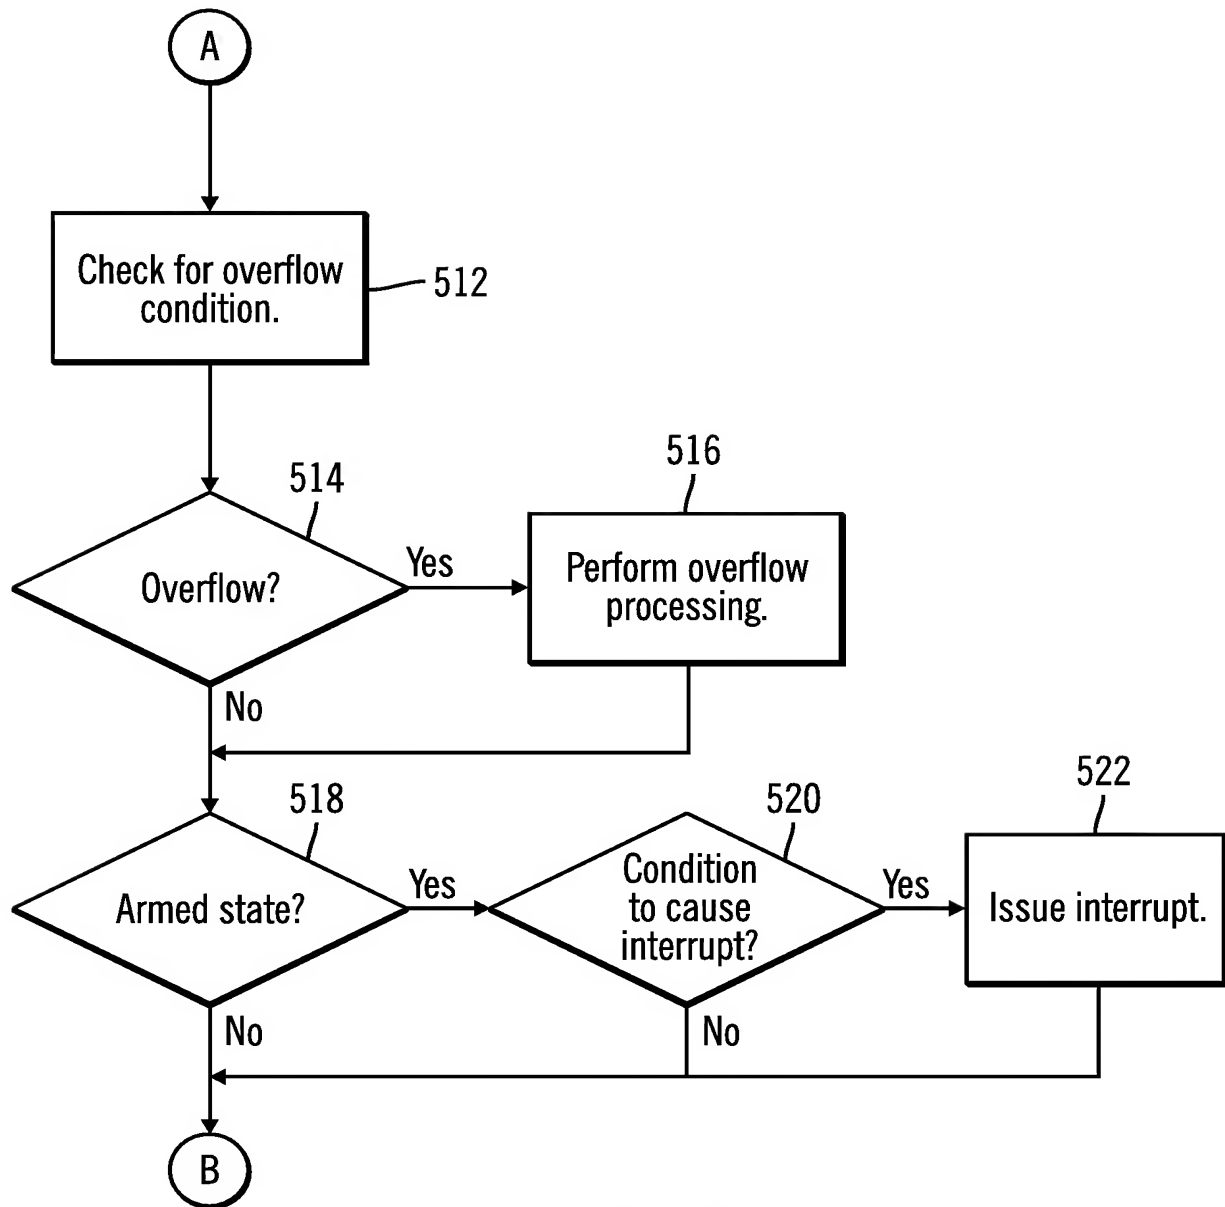 A
Check for overflow
condition.
512
514
Overflow?
Yes
516
Perform overflow
processing.
No
518
Armed state?
Yes
520
Condition
to cause
interrupt?
Yes
522
Issue interrupt.
No
No
B